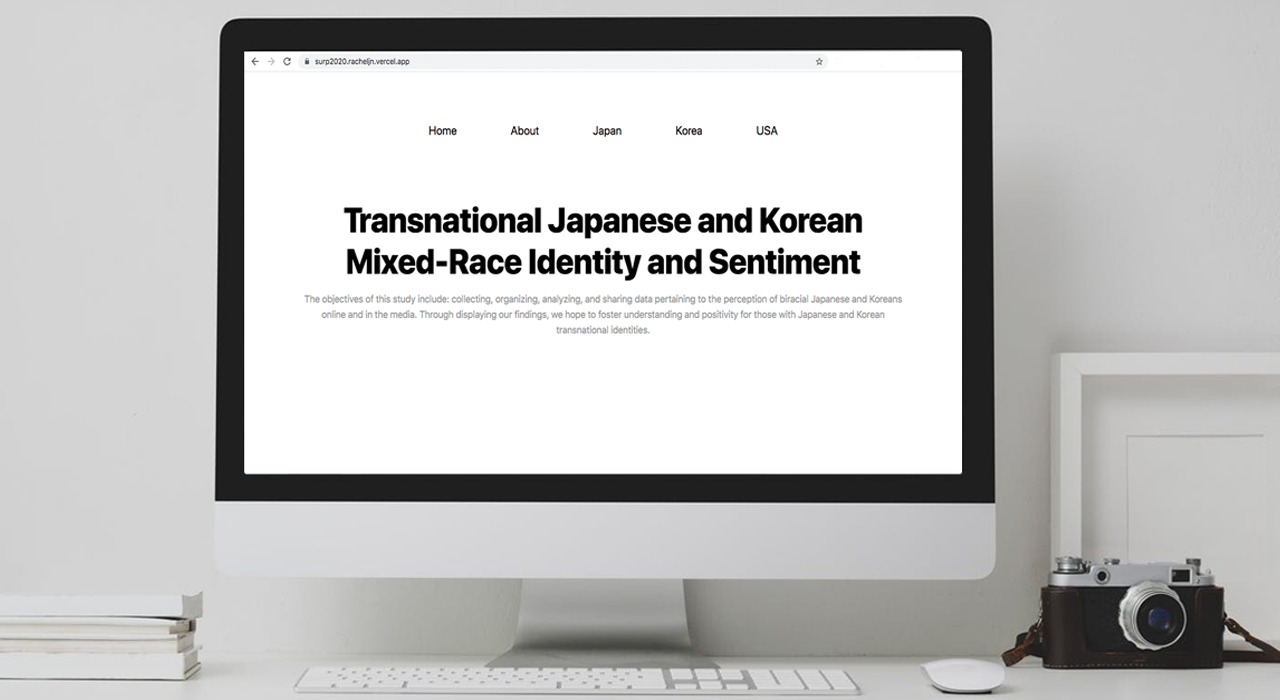 surp2020.racheljn.vercel.app
Home About Japan Korea USA
Transnational Japanese and Korean
Mixed-Race Identity and Sentiment
The objectives of this study include: collecting, organizing, analyzing, and sharing data pertaining to the perception of biracial Japanese and Koreans
online and in the media. Through displaying our findings, we hope to foster understanding and positivity for those with Japanese and Korean
transnational identities.